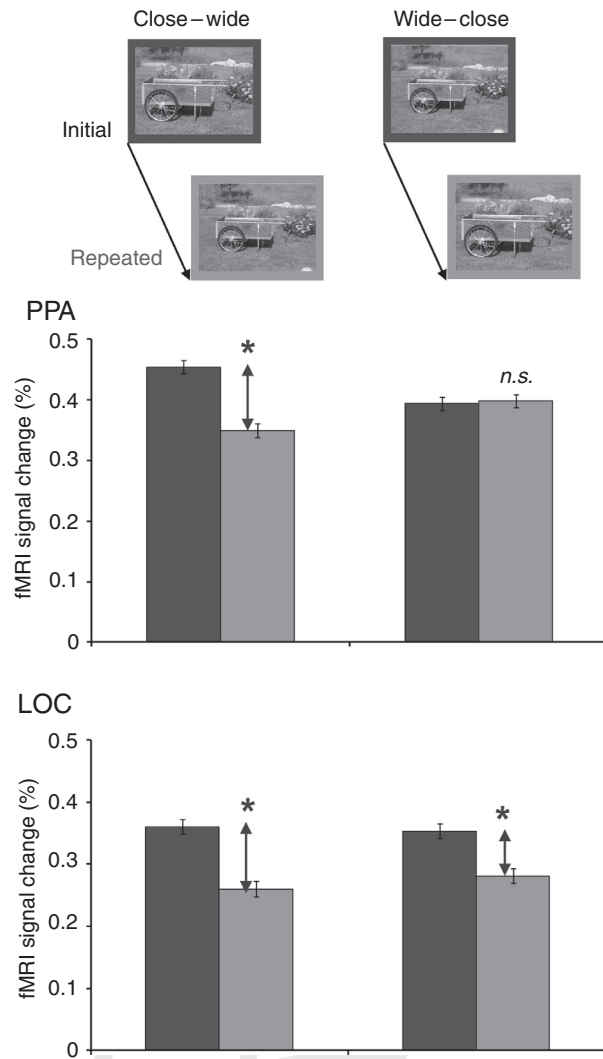 Close–wide
Wide–close
Initial
Repeated
PPA
fMRI signal change (%)
0.5
0.4
0.3
0.2
0.1
0
*
n.s.
LOC
fMRI signal change (%)
0.5
0.4
0.3
0.2
0.1
0
*
*